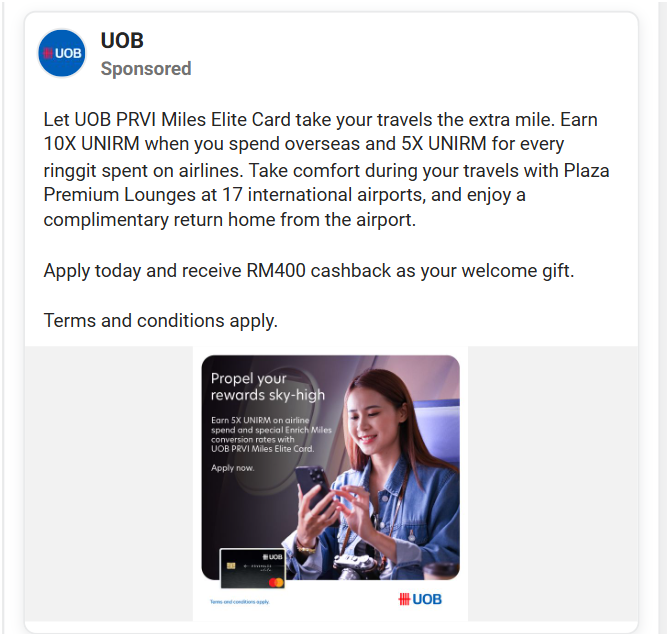 UOB
UOB
Sponsored
Let UOB PRVI Miles Elite Card take your travels the extra mile. Earn
10X UNIRM when you spend overseas and 5X UNIRM for every
ringgit spent on airlines. Take comfort during your travels with Plaza
Premium Lounges at 17 international airports, and enjoy a
complimentary return home from the airport.
Apply today and receive RM400 cashback as your welcome gift.
Terms and conditions apply.
Propel your
rewards sky-high
Earn 5X UNIRM on airline
spend and special Enrich Miles
conversion rates with
UOB PRVI Miles Elite Card.
Apply now.
UOB
Terms and conditions apply.
UOB